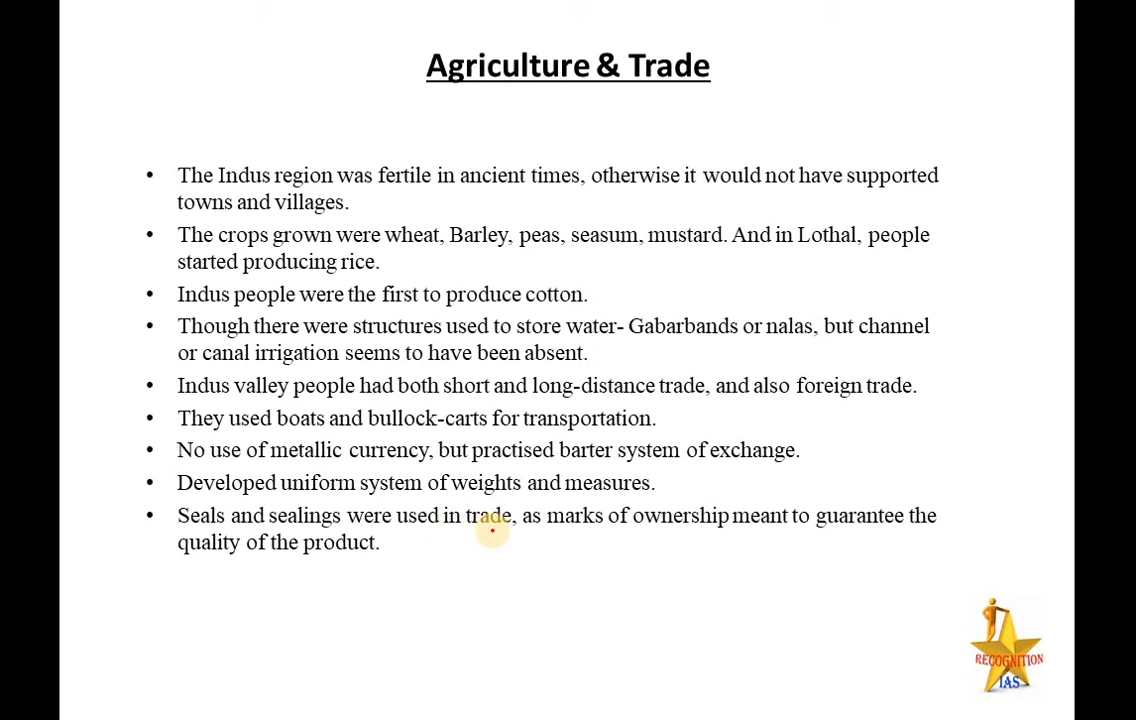 Agriculture & Trade
• The Indus region was fertile in ancient times, otherwise it would not have supported
towns and villages.
• The crops grown were wheat, Barley, peas, seasum, mustard. And in Lothal, people
started producing rice.
• Indus people were the first to produce cotton.
• Though there were structures used to store water- Gabarbands or nalas, but channel
or canal irrigation seems to have been absent.
• Indus valley people had both short and long-distance trade, and also foreign trade.
• They used boats and bullock-carts for transportation.
• No use of metallic currency, but practised barter system of exchange.
• Developed uniform system of weights and measures.
• Seals and sealings were used in trade, as marks of ownership meant to guarantee the
quality of the product.
RECOGNITION
IAS